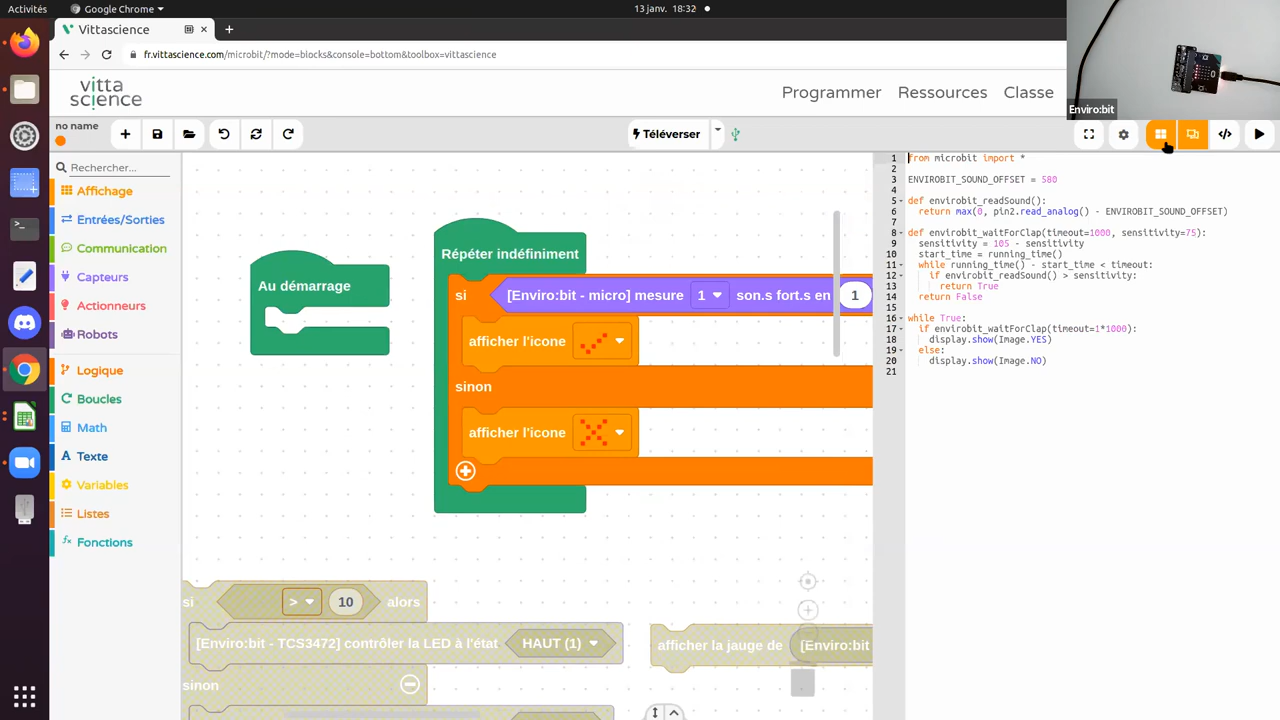 Activités
Google Chrome
13 janv. 18:32
Vittascience
fr.vittascience.com/microbit/?mode=blocks&console=bottom&toolbox=vittascience
vitta
science
Programmer
Ressources
Classe
Enviro:bit
no name
Téléverser
Rechercher...
Affichage
Entrées/Sorties
Communication
Capteurs
Actionneurs
Robots
Logique
Boucles
Math
Texte
Variables
Listes
Fonctions
Au démarrage
Répéter indéfiniment
si [Enviro:bit - micro] mesure 1 son.s fort.s en 1
afficher l'icone
sinon
afficher l'icone
si > 10 alors
[Enviro:bit - TCS3472] contrôler la LED à l'état HAUT (1)
sinon
afficher la jauge de [Enviro:bit
1 from microbit import *
2
3 ENVIROBIT_SOUND_OFFSET = 580
4
5 def envirobit_readSound():
6 return max(0, pin2.read_analog() - ENVIROBIT_SOUND_OFFSET)
7
8 def envirobit_waitForClap(timeout=1000, sensitivity=75):
9 sensitivity = 105 - sensitivity
10 start_time = running_time()
11 while running_time() - start_time < timeout:
12 if envirobit_readSound() > sensitivity:
13 return True
14 return False
15
16 while True:
17 if envirobit_waitForClap(timeout=1*1000):
18 display.show(Image.YES)
19 else:
20 display.show(Image.NO)
21